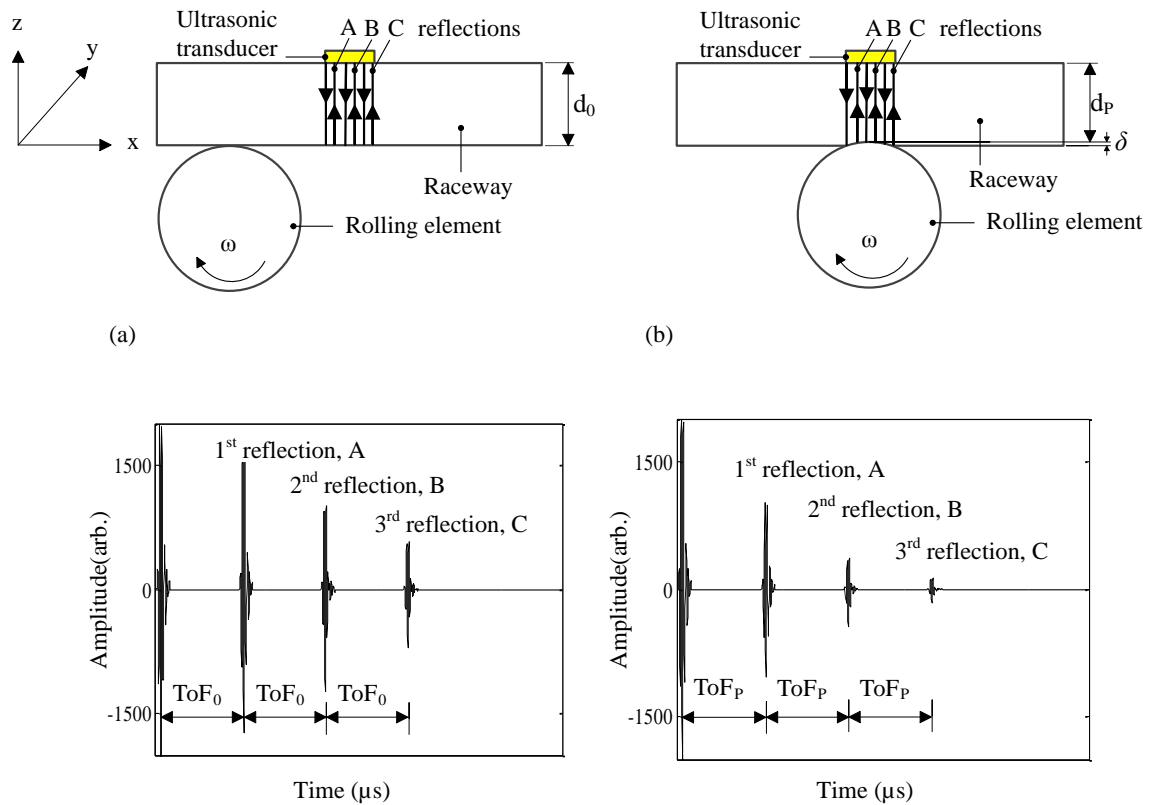 Ultrasonic
transducer
A B C reflections
z
y
x
d0
Raceway
Rolling element
ω
(a)
Ultrasonic
transducer
A B C reflections
dP
δ
Raceway
Rolling element
ω
(b)
1500
0
-1500
Amplitude(arb.)
1st reflection, A
2nd reflection, B
3rd reflection, C
ToF0 ToF0 ToF0
Time (µs)
1500
0
-1500
Amplitude(arb.)
1st reflection, A
2nd reflection, B
3rd reflection, C
ToFP ToFP ToFP
Time (µs)